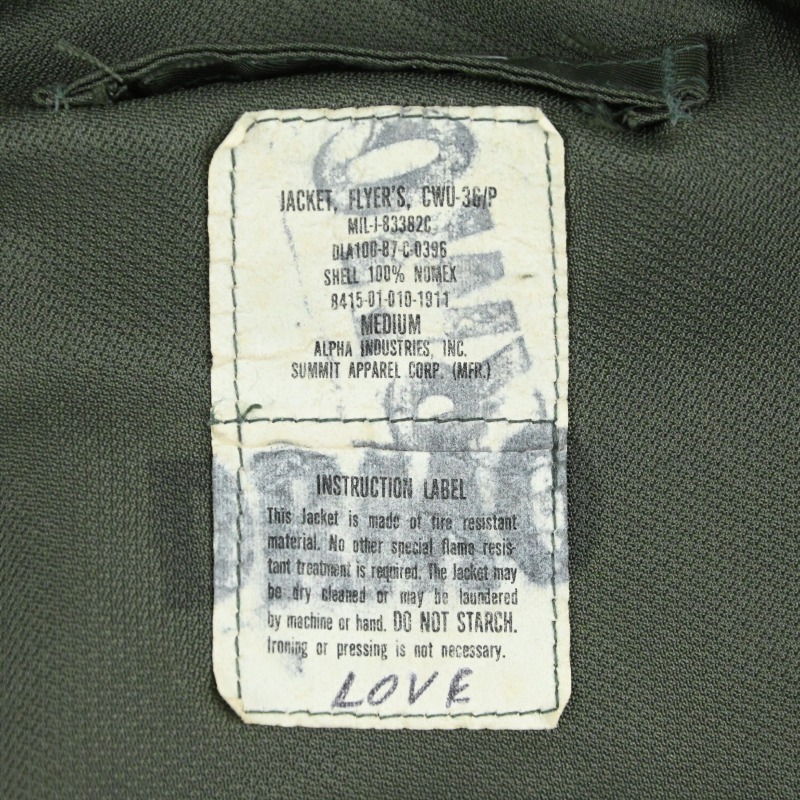 JACKET, FLYER'S, CWU-36/P
MIL-J-83382C
DLA100-87-C-0396
SHELL 100% NOMEX
8415-01-010-1911
MEDIUM
ALPHA INDUSTRIES, INC.
SUMMIT APPAREL CORP. (MFR.)
INSTRUCTION LABEL
This Jacket is made of fire resistant
material. No other special flame resis-
tant treatment is required. The Jacket may
be dry cleaned or may be laundered
by machine or hand. DO NOT STARCH.
Ironing or pressing is not necessary.
LOVE